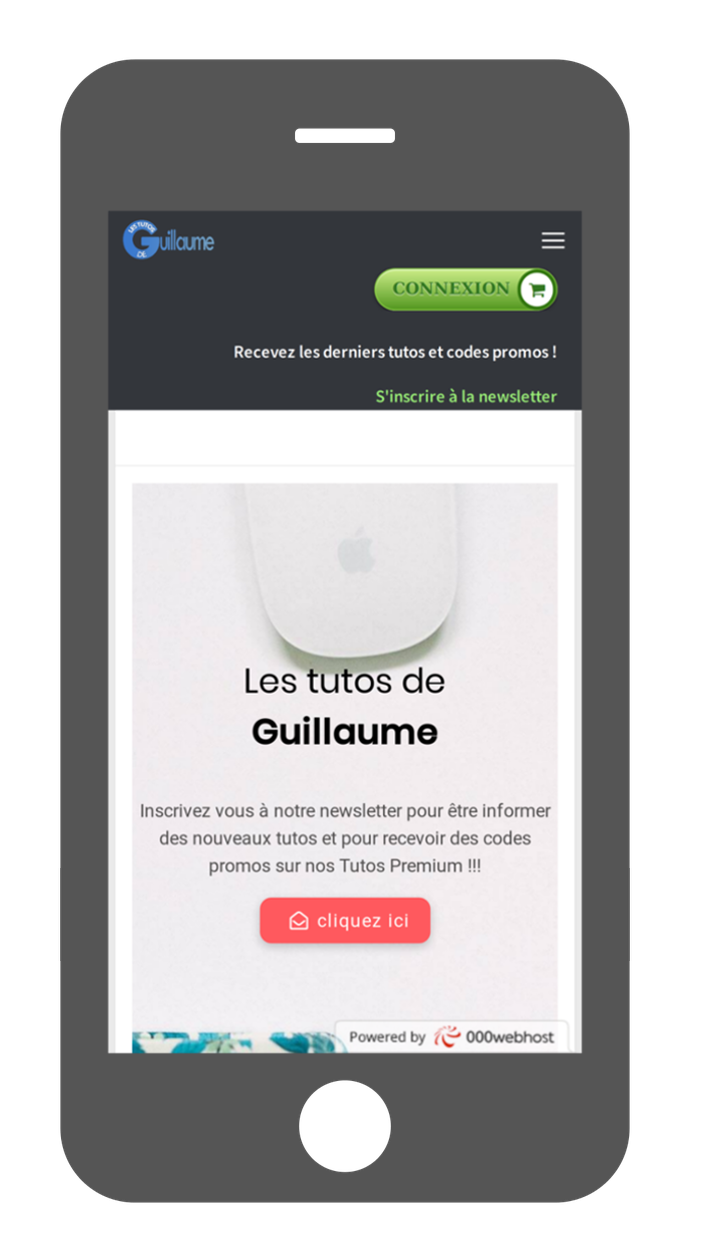 LES TUTOS
Guillaume
DE
CONNEXION
Recevez les derniers tutos et codes promos !
S'inscrire à la newsletter
Les tutos de
Guillaume
Inscrivez vous à notre newsletter pour être informer
des nouveaux tutos et pour recevoir des codes
promos sur nos Tutos Premium !!!
cliquez ici
Powered by 000webhost